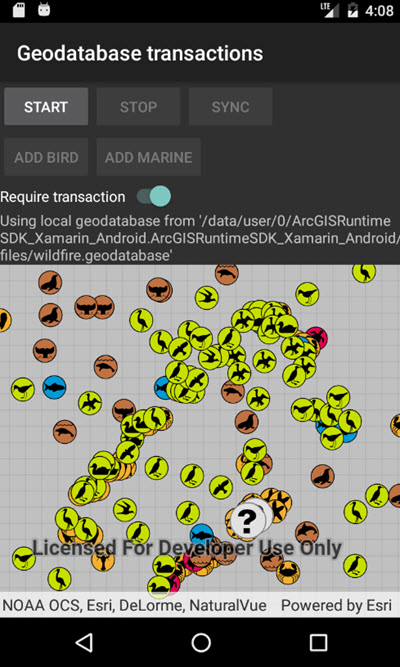 LTE 4:08
Geodatabase transactions
START STOP SYNC
ADD BIRD ADD MARINE
Require transaction
Using local geodatabase from '/data/user/0/ArcGISRuntime
SDK_Xamarin_Android.ArcGISRuntimeSDK_Xamarin_Android/
files/wildfire.geodatabase'
?
Licensed For Developer Use Only
NOAA OCS, Esri, DeLorme, NaturalVue Powered by Esri